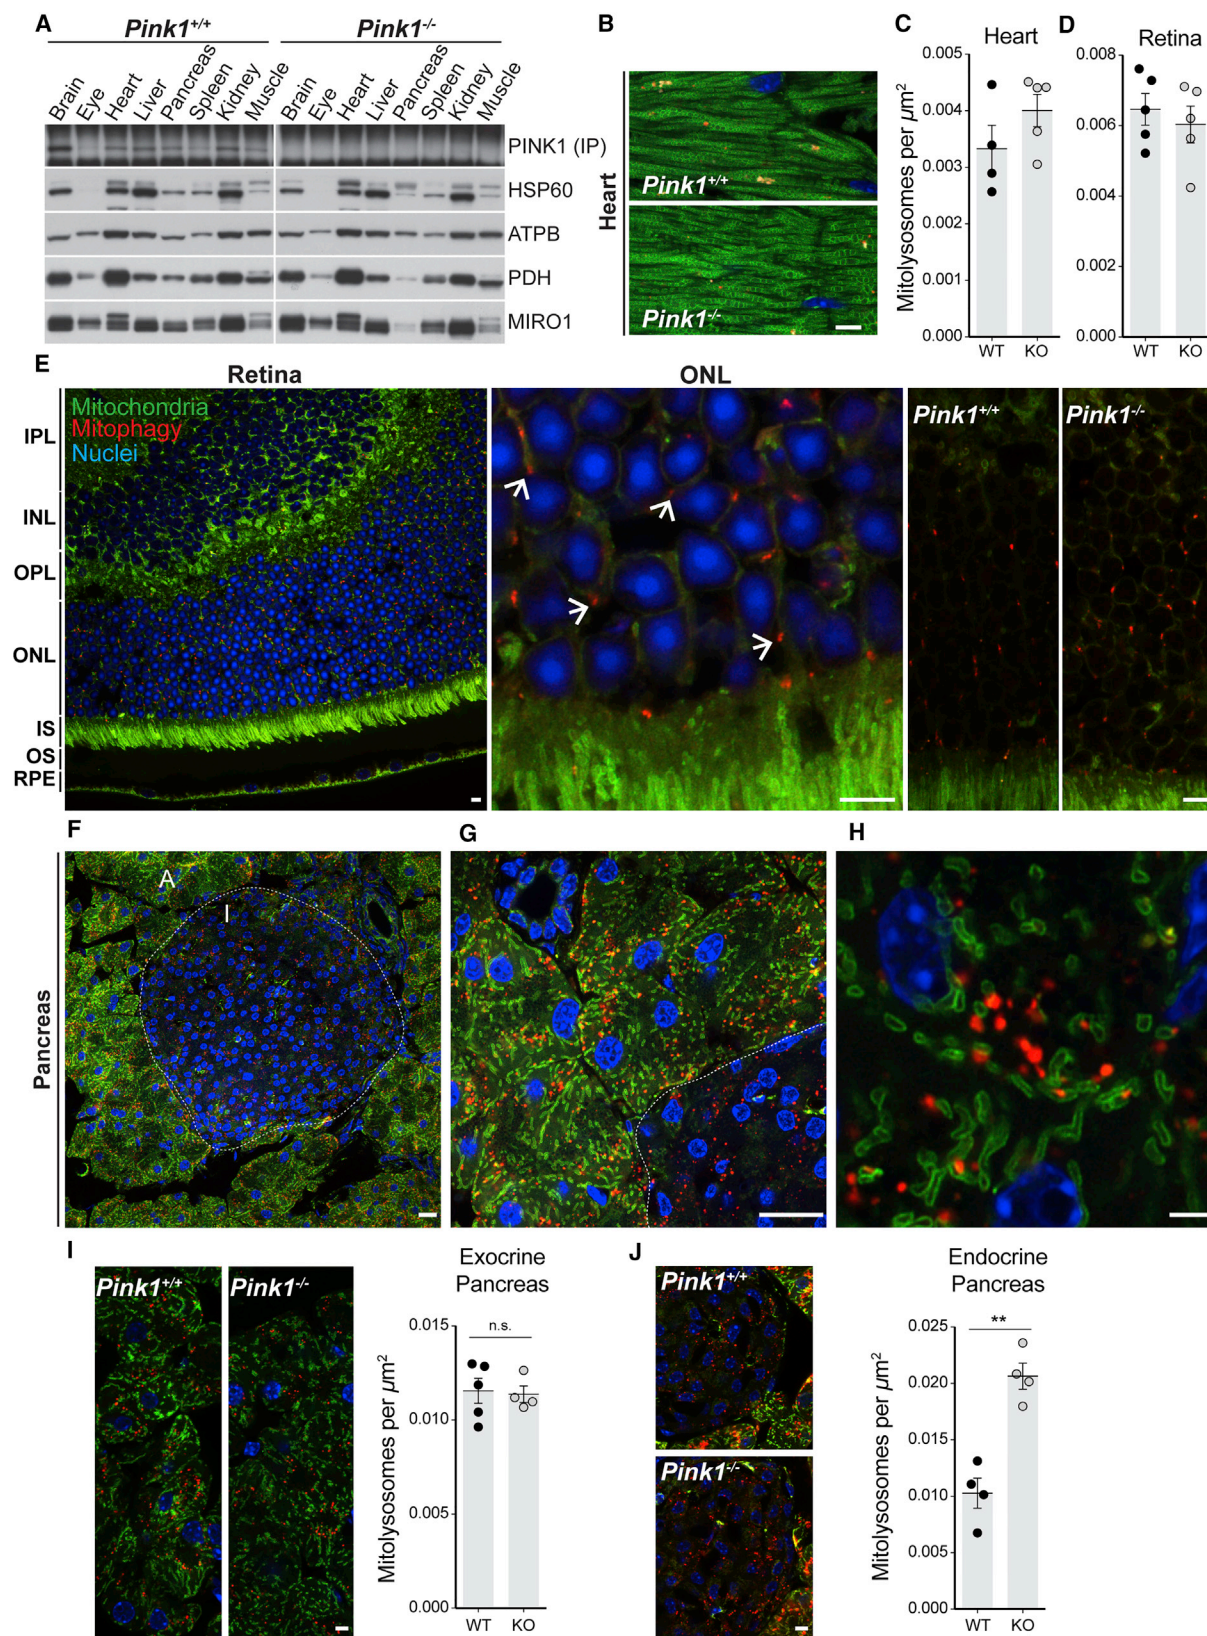 A
Pink1+/+
Pink1-/-
Brain
Eye
Heart
Liver
Pancreas
Spleen
Kidney
Muscle
Brain
Eye
Heart
Liver
Pancreas
Spleen
Kidney
Muscle
PINK1 (IP)
HSP60
ATPB
PDH
MIRO1
B
Heart
Pink1+/+
Pink1-/-
C
Heart
Mitolysosomes per µm2
0.005
0.004
0.003
0.002
0.001
0.000
WT KO
D
Retina
0.008
0.006
0.004
0.002
0.000
WT KO
E
Retina
Mitochondria
Mitophagy
Nuclei
IPL
INL
OPL
ONL
IS
OS
RPE
ONL
Pink1+/+
Pink1-/-
F
Pancreas
A
I
G
H
I
Pink1+/+
Pink1-/-
Exocrine
Pancreas
Mitolysosomes per µm2
0.015
0.010
0.005
0.000
n.s.
WT KO
J
Pink1+/+
Pink1-/-
Endocrine
Pancreas
Mitolysosomes per µm2
0.025
0.020
0.015
0.010
0.005
0.000
**
WT KO